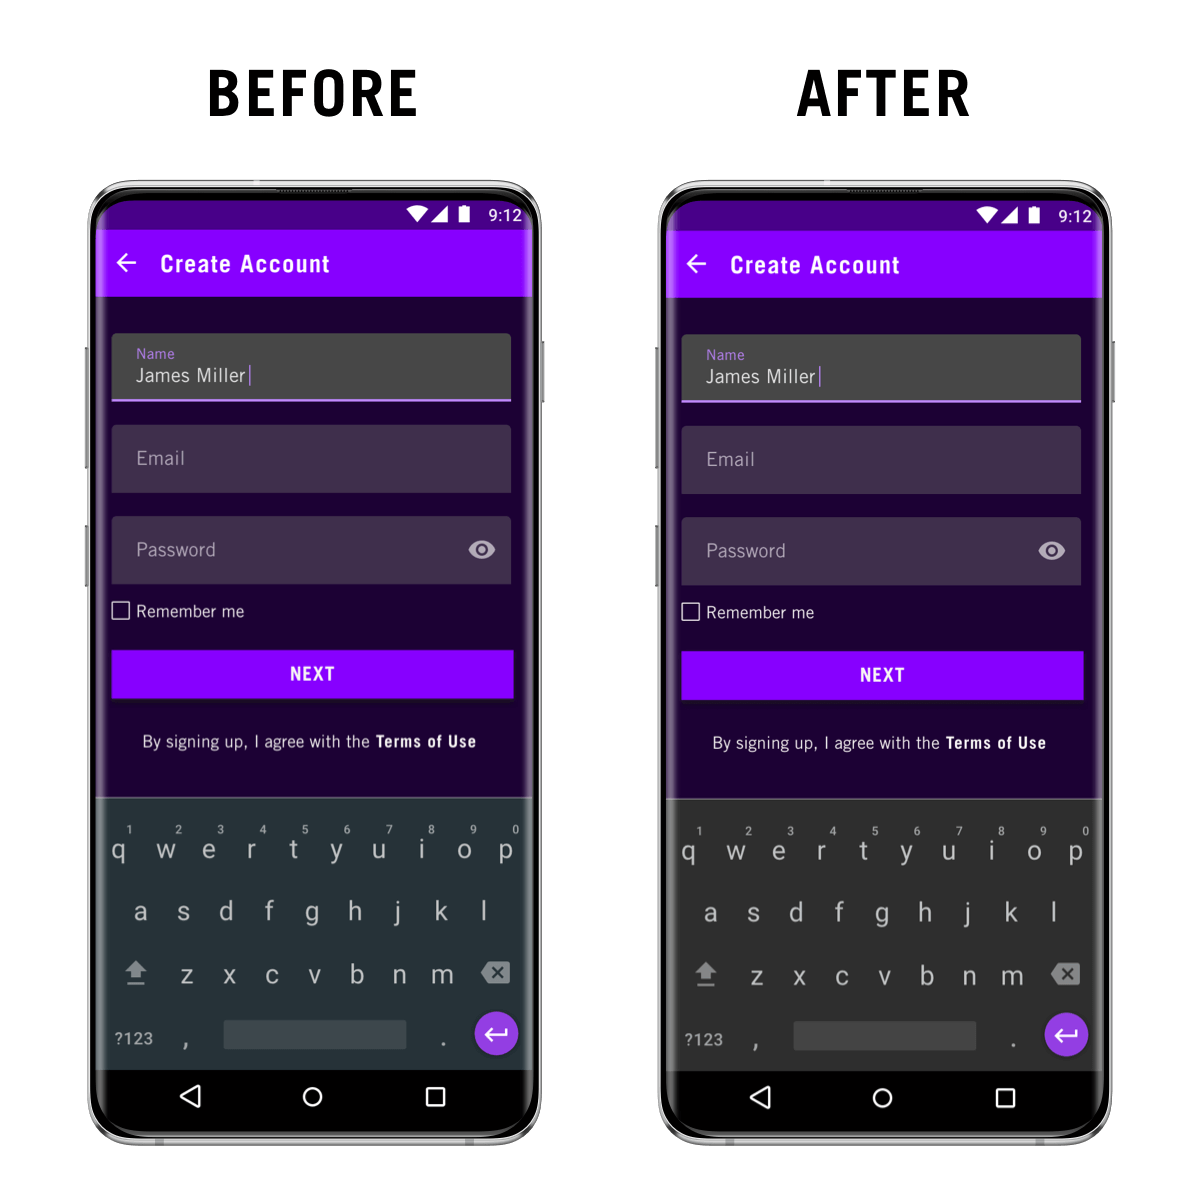 BEFORE
AFTER
9:12
Create Account
Name
James Miller
Email
Password
Remember me
NEXT
By signing up, I agree with the Terms of Use
1 2 3 4 5 6 7 8 9 0
q w e r t y u i o p
a s d f g h j k l
z x c v b n m
?123 , .
9:12
Create Account
Name
James Miller
Email
Password
Remember me
NEXT
By signing up, I agree with the Terms of Use
1 2 3 4 5 6 7 8 9 0
q w e r t y u i o p
a s d f g h j k l
z x c v b n m
?123 , .